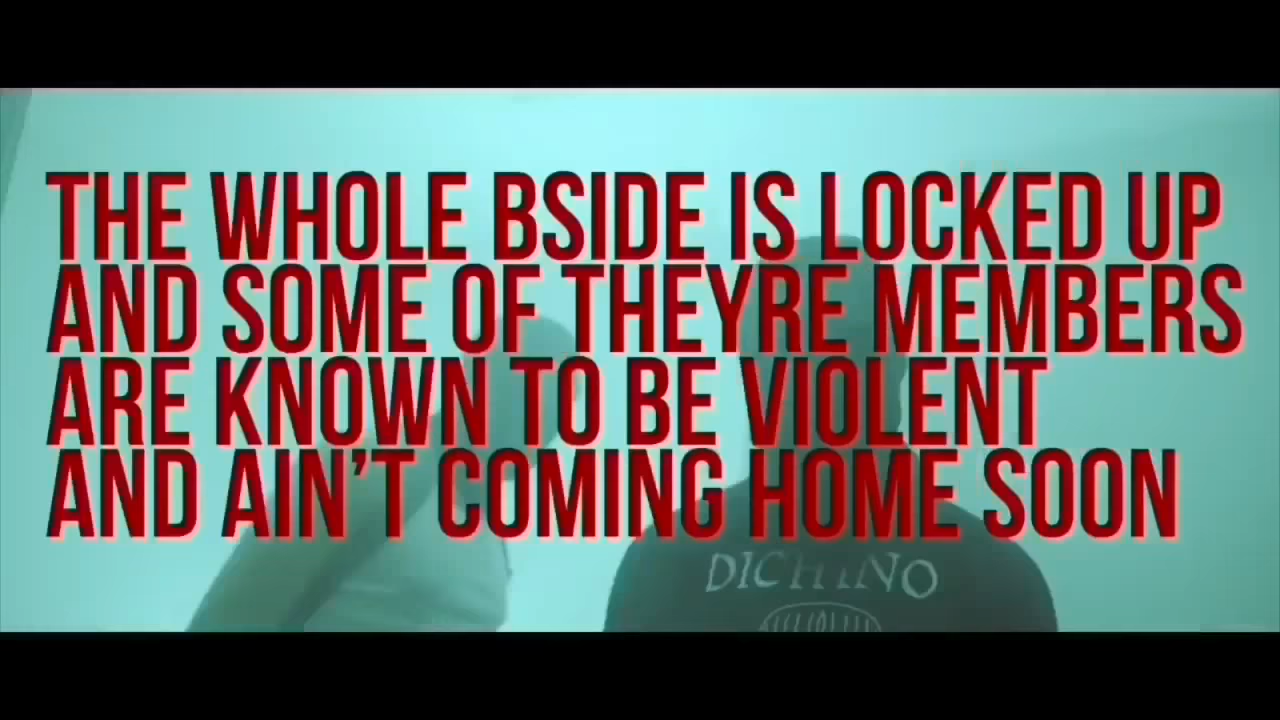 THE WHOLE BSIDE IS LOCKED UP
AND SOME OF THEYRE MEMBERS
ARE KNOWN TO BE VIOLENT
AND AIN'T COMING HOME SOON